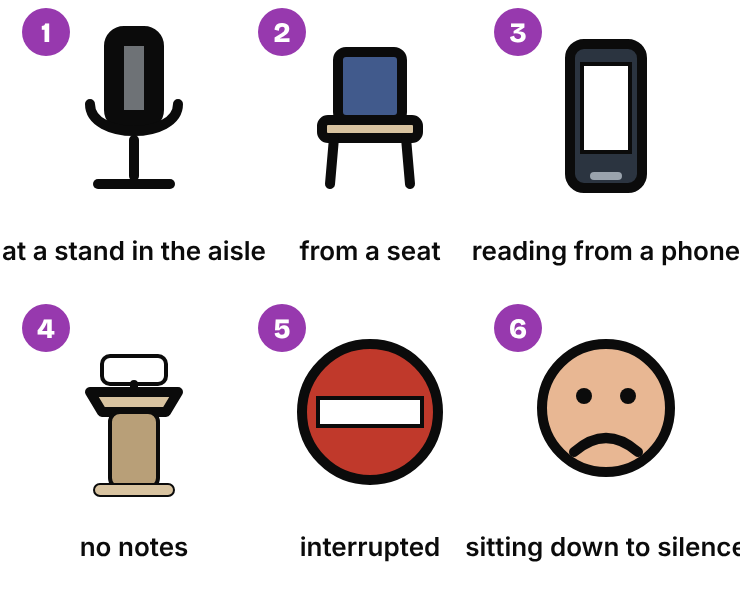 1
2
3
at a stand in the aisle
from a seat
reading from a phone
4
5
6
no notes
interrupted
sitting down to silence